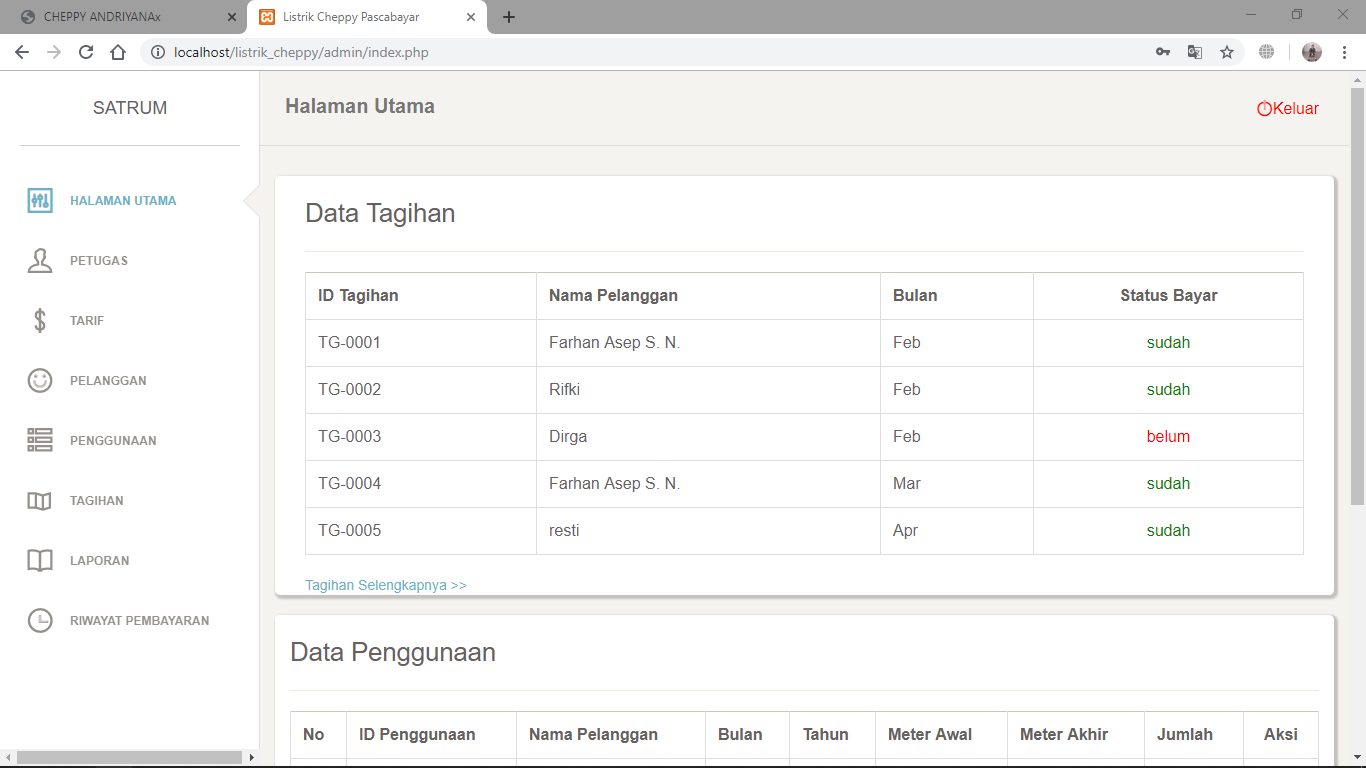 CHEPPY ANDRIYANAx
Listrik Cheppy Pascabayar
localhost/listrik_cheppy/admin/index.php
SATRUM
Halaman Utama
Keluar
HALAMAN UTAMA
PETUGAS
TARIF
PELANGGAN
PENGGUNAAN
TAGIHAN
LAPORAN
RIWAYAT PEMBAYARAN
Data Tagihan
ID Tagihan Nama Pelanggan Bulan Status Bayar
TG-0001 Farhan Asep S. N. Feb sudah
TG-0002 Rifki Feb sudah
TG-0003 Dirga Feb belum
TG-0004 Farhan Asep S. N. Mar sudah
TG-0005 resti Apr sudah
Tagihan Selengkapnya >>
Data Penggunaan
No ID Penggunaan Nama Pelanggan Bulan Tahun Meter Awal Meter Akhir Jumlah Aksi